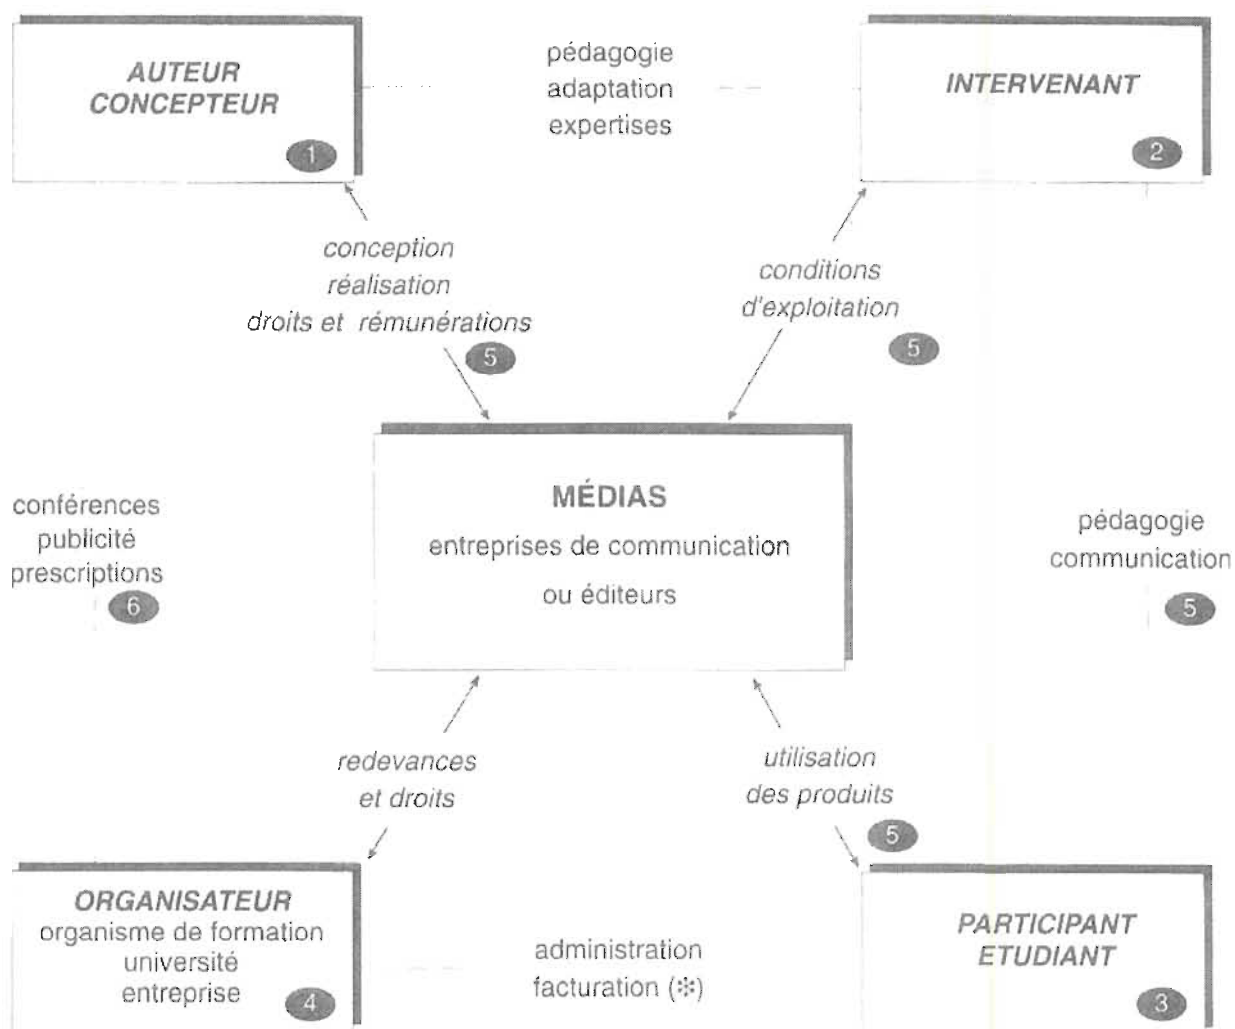 AUTEUR
CONCEPTEUR
1
pédagogie
adaptation
expertises
INTERVENANT
2
conception
réalisation
droits et rémunérations
5
conditions
d'exploitation
5
conférences
publicité
prescriptions
6
MÉDIAS
entreprises de communication
ou éditeurs
pédagogie
communication
5
redevances
et droits
utilisation
des produits
5
ORGANISATEUR
organisme de formation
université
entreprise
4
administration
facturation (✻)
PARTICIPANT
ETUDIANT
3